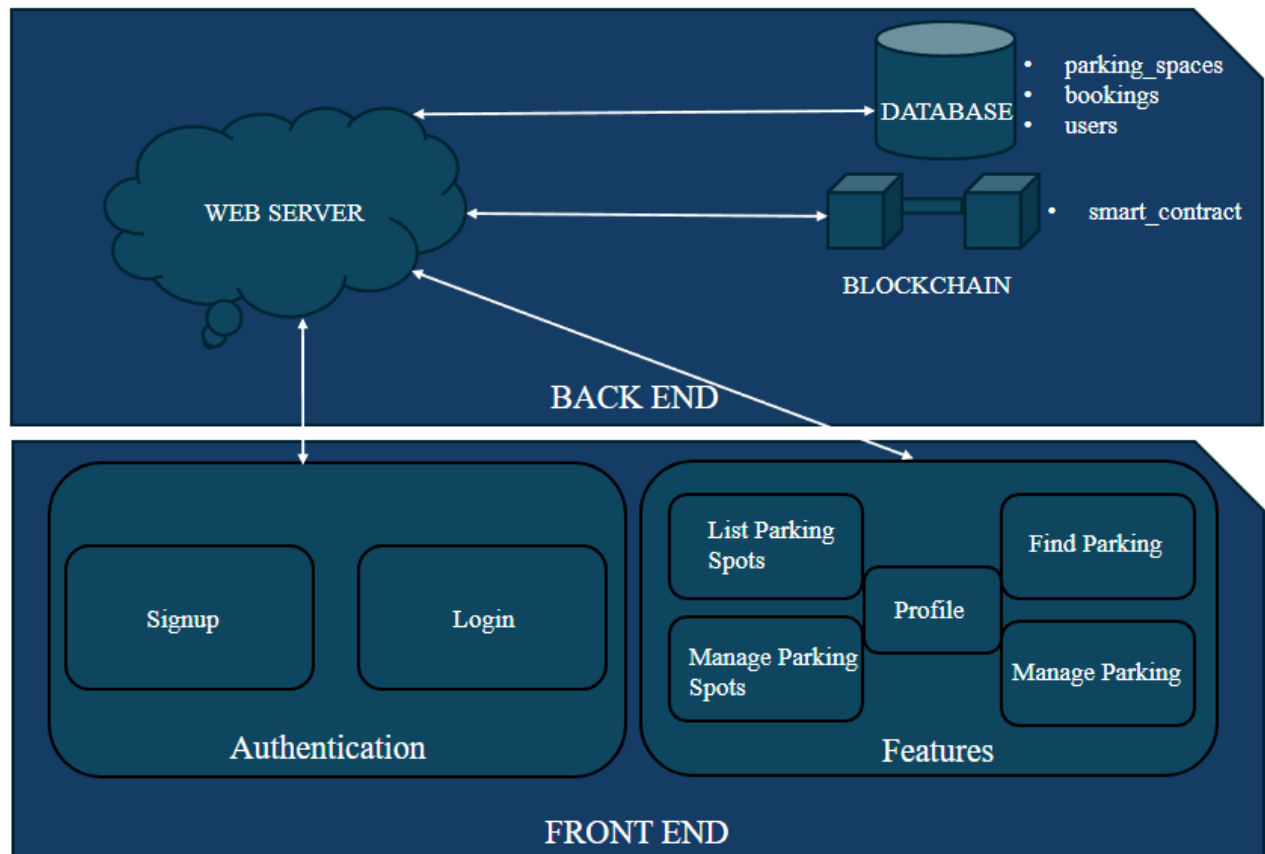 • parking_spaces
DATABASE • bookings
• users
WEB SERVER
• smart_contract
BLOCKCHAIN
BACK END
List Parking
Spots
Find Parking
Signup
Login
Profile
Manage Parking
Spots
Manage Parking
Authentication
Features
FRONT END